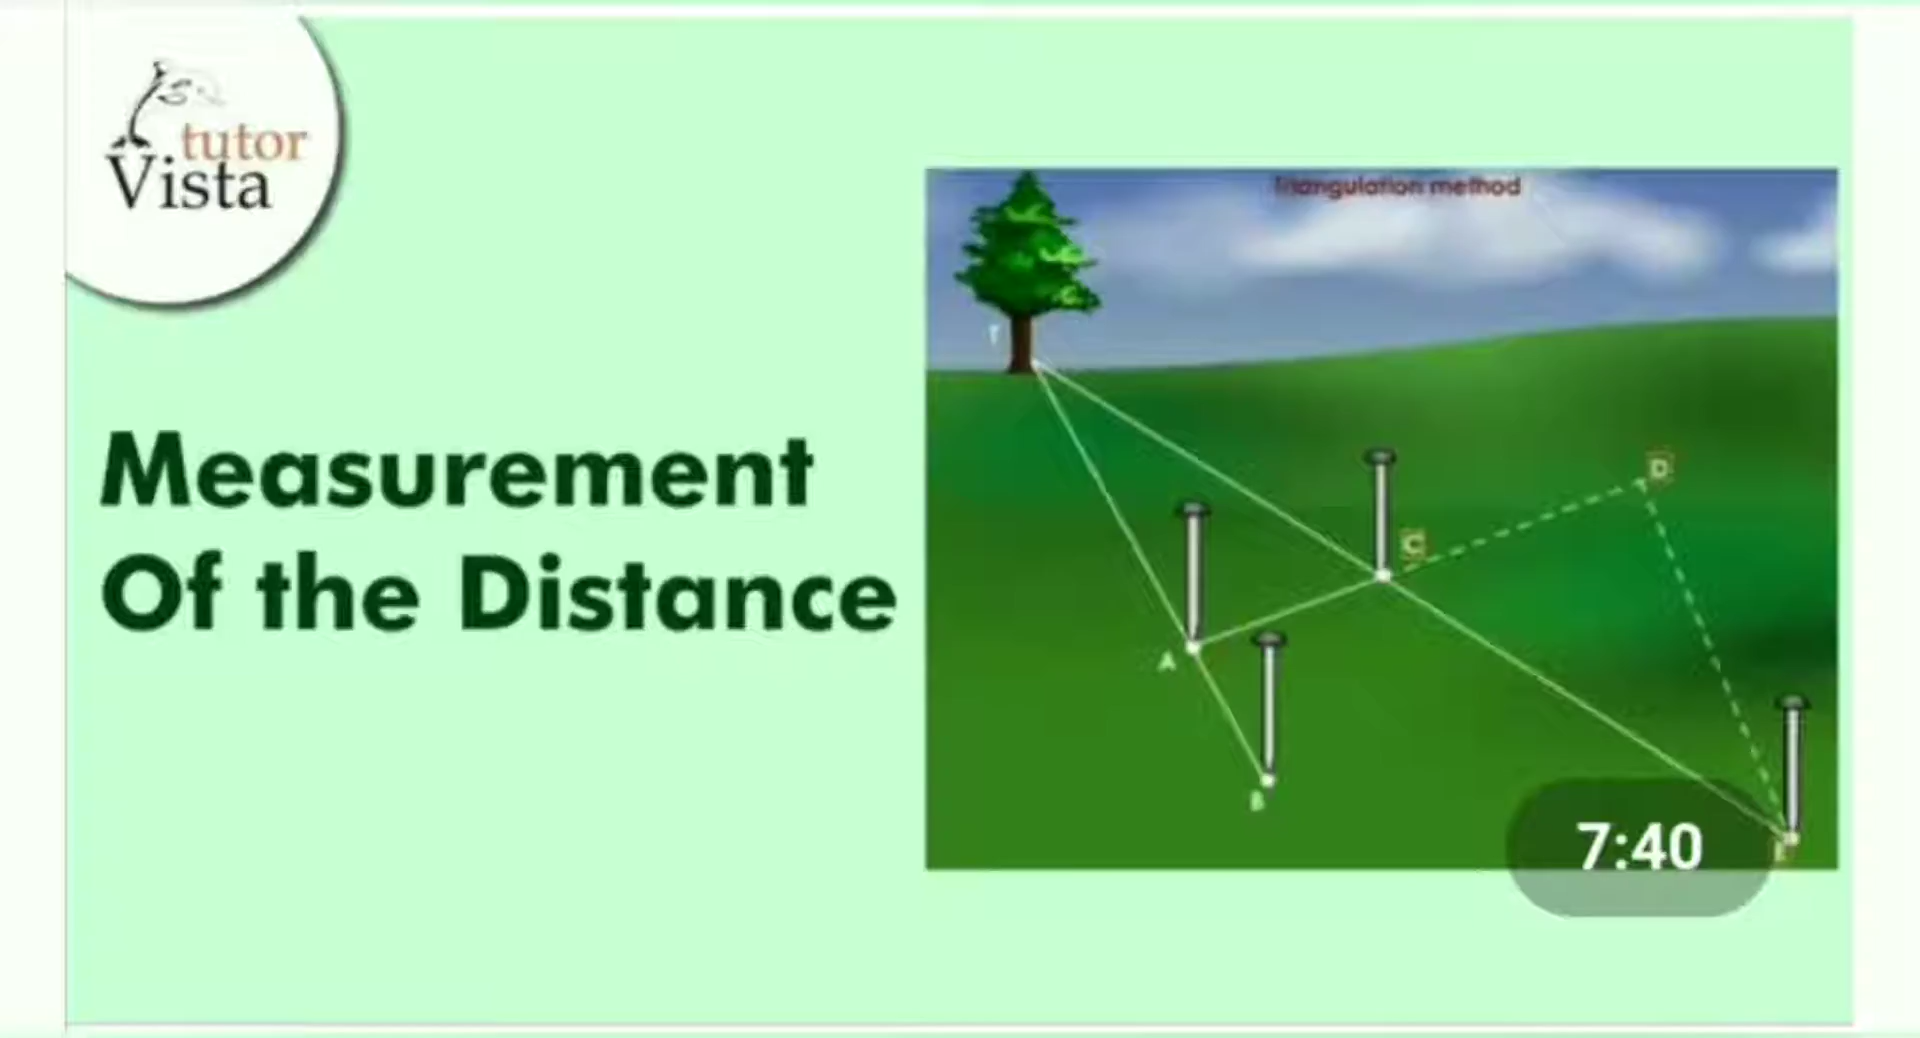 tutor
Vista
Triangulation method
T
D
C
Measurement
Of the Distance
A
B
7:40